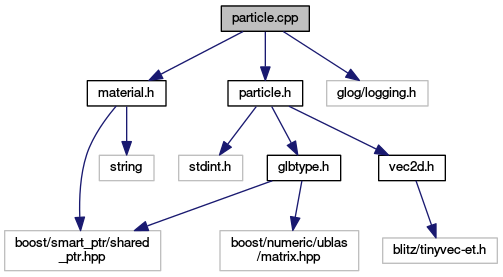 particle.cpp
material.h
particle.h
glog/logging.h
string
stdint.h
glbtype.h
vec2d.h
boost/smart_ptr/shared
_ptr.hpp
boost/numeric/ublas
/matrix.hpp
blitz/tinyvec-et.h